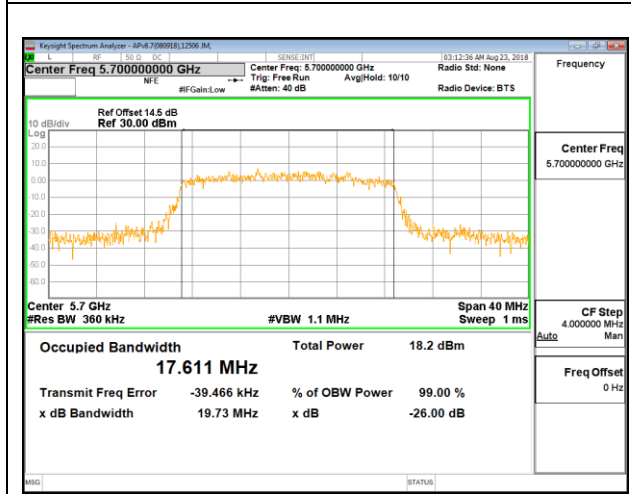 Keysight Spectrum Analyzer - APv8.7(080918),12506 JM,
L RF 50 Ω DC SENSE:INT 03:12:36 AM Aug 23, 2018
Center Freq 5.700000000 GHz Center Freq: 5.700000000 GHz Radio Std: None Frequency
NFE Trig: Free Run Avg|Hold: 10/10
#IFGain:Low #Atten: 40 dB Radio Device: BTS
Ref Offset 14.5 dB
10 dB/div Ref 30.00 dBm
Log
20.0
10.0
0.00
-10.0
-20.0
-30.0
-40.0
-50.0
-60.0
Center Freq
5.700000000 GHz
Center 5.7 GHz Span 40 MHz
#Res BW 360 kHz #VBW 1.1 MHz Sweep 1 ms
CF Step
4.000000 MHz
Auto Man
Occupied Bandwidth Total Power 18.2 dBm
17.611 MHz
Freq Offset
0 Hz
Transmit Freq Error -39.466 kHz % of OBW Power 99.00 %
x dB Bandwidth 19.73 MHz x dB -26.00 dB
MSG STATUS